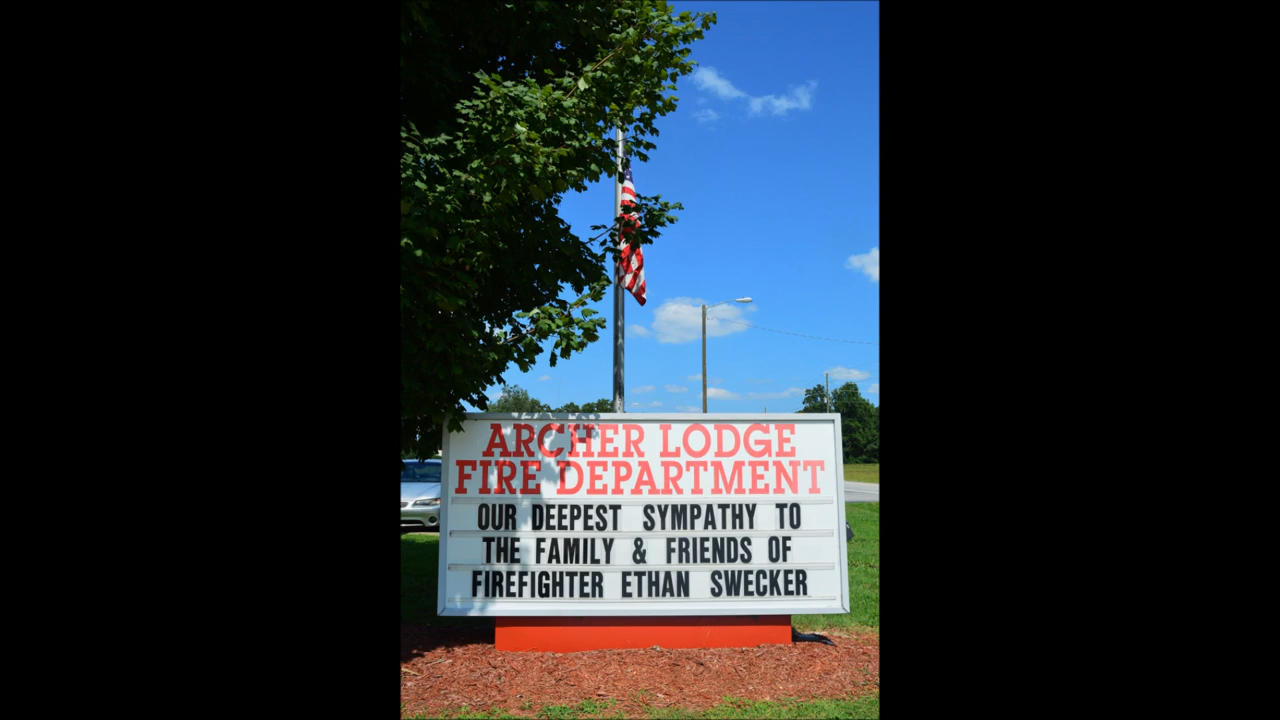 ARCHER LODGE
FIRE DEPARTMENT
OUR DEEPEST SYMPATHY TO
THE FAMILY & FRIENDS OF
FIREFIGHTER ETHAN SWECKER